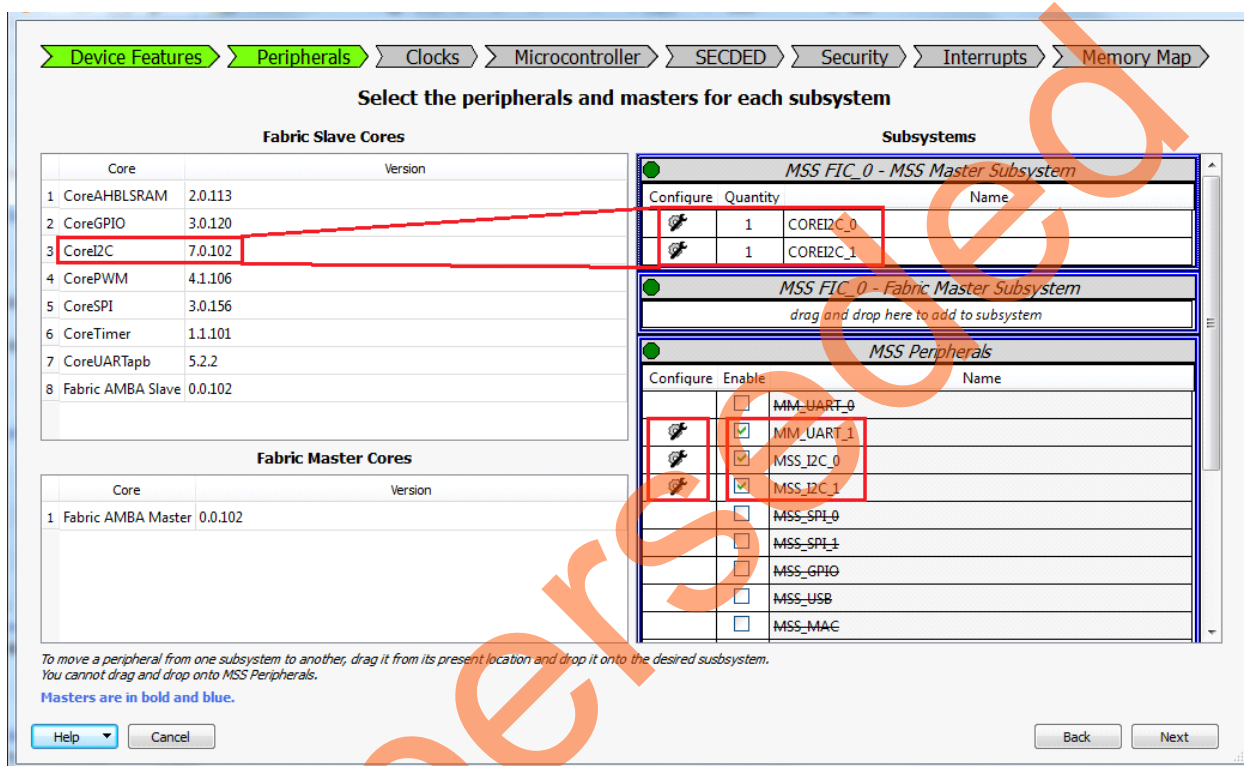 Device Features Peripherals Clocks Microcontroller SECDED Security Interrupts Memory Map
Select the peripherals and masters for each subsystem
Fabric Slave Cores
Core Version
1 CoreAHBLSRAM 2.0.113
2 CoreGPIO 3.0.120
3 CoreI2C 7.0.102
4 CorePWM 4.1.106
5 CoreSPI 3.0.156
6 CoreTimer 1.1.101
7 CoreUARTapb 5.2.2
8 Fabric AMBA Slave 0.0.102
Fabric Master Cores
Core Version
1 Fabric AMBA Master 0.0.102
Subsystems
MSS FIC_0 - MSS Master Subsystem
Configure Quantity Name
1 COREI2C_0
1 COREI2C_1
MSS FIC_0 - Fabric Master Subsystem
drag and drop here to add to subsystem
MSS Peripherals
Configure Enable Name
MM_UART_0
MM_UART_1
MSS_I2C_0
MSS_I2C_1
MSS_SPI_0
MSS_SPI_1
MSS_GPIO
MSS_USB
MSS_MAC
To move a peripheral from one subsystem to another, drag it from its present location and drop it onto the desired susbsystem.
You cannot drag and drop onto MSS Peripherals.
Masters are in bold and blue.
Help Cancel Back Next
perseded